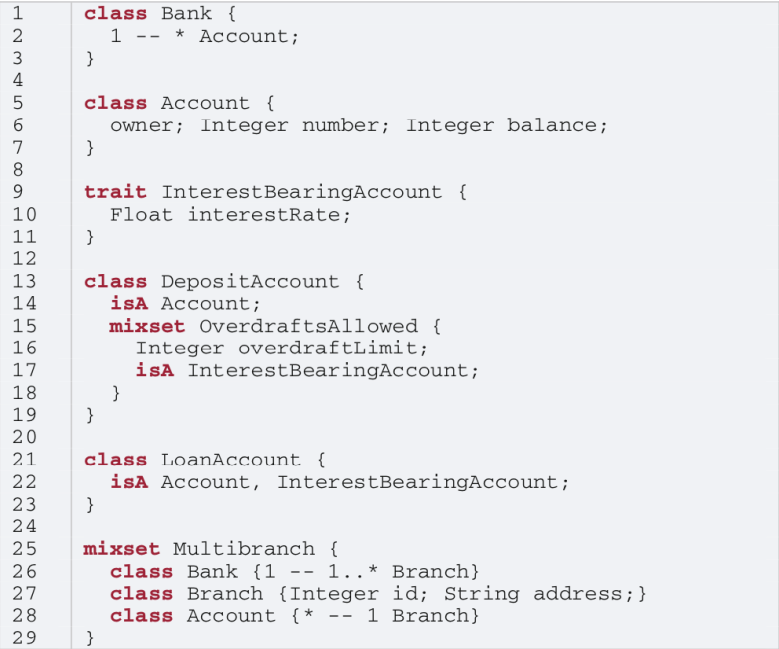 1 class Bank {
2 1 -- * Account;
3 }
4
5 class Account {
6 owner; Integer number; Integer balance;
7 }
8
9 trait InterestBearingAccount {
10 Float interestRate;
11 }
12
13 class DepositAccount {
14 isA Account;
15 mixset OverdraftsAllowed {
16 Integer overdraftLimit;
17 isA InterestBearingAccount;
18 }
19 }
20
21 class LoanAccount {
22 isA Account, InterestBearingAccount;
23 }
24
25 mixset Multibranch {
26 class Bank {1 -- 1..* Branch}
27 class Branch {Integer id; String address;}
28 class Account {* -- 1 Branch}
29 }